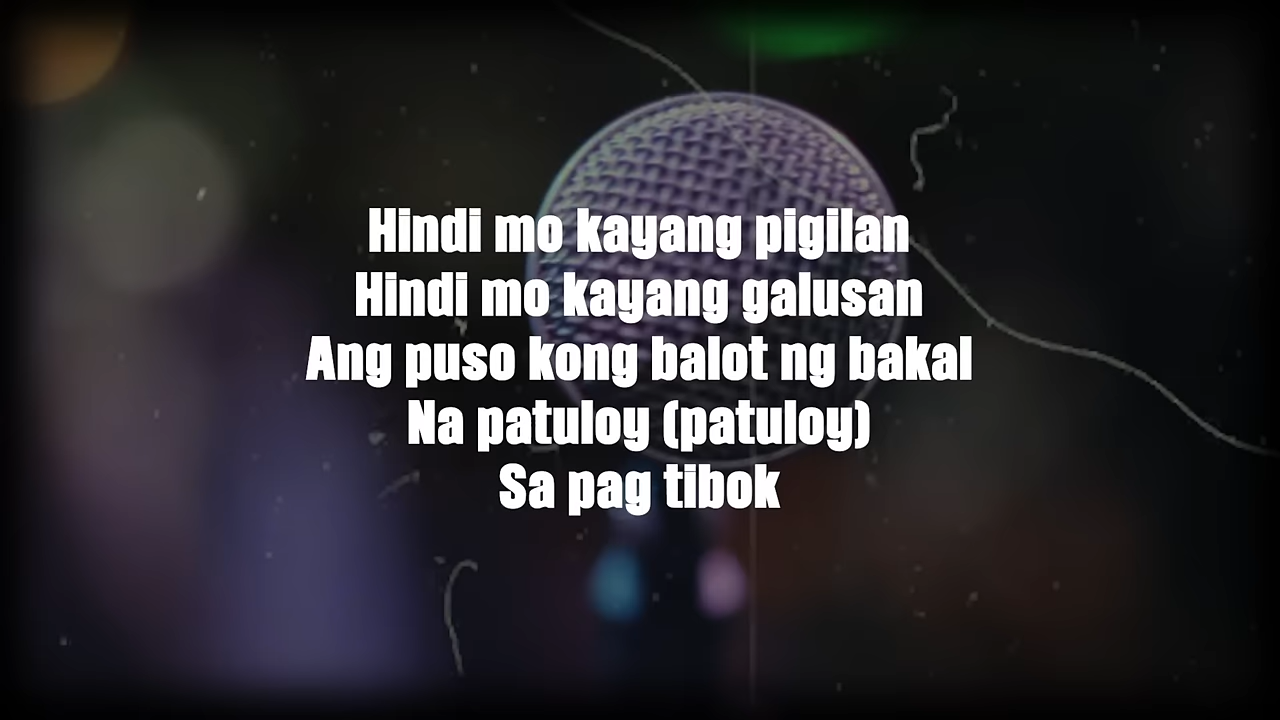 Hindi mo kayang pigilan
Hindi mo kayang galusan
Ang puso kong balot ng bakal
Na patuloy (patuloy)
Sa pag tibok